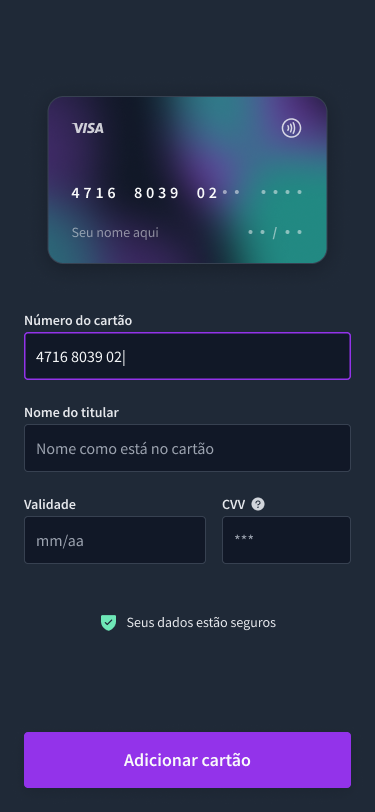 VISA
4716 8039 02•• ••••
Seu nome aqui ••/••
Número do cartão
4716 8039 02
Nome do titular
Nome como está no cartão
Validade CVV ?
mm/aa ***
Seus dados estão seguros
Adicionar cartão